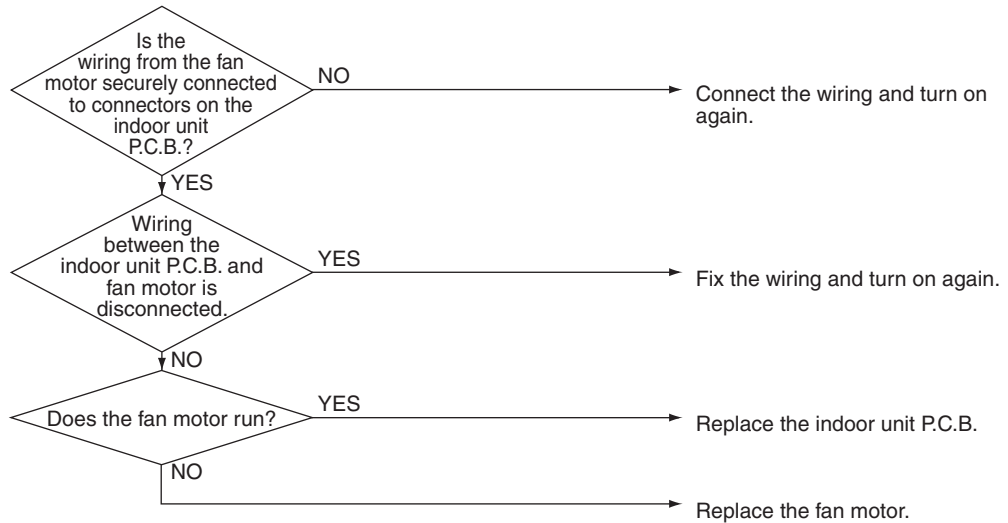 Is the
wiring from the fan
motor securely connected
to connectors on the
indoor unit
P.C.B.?
NO
Connect the wiring and turn on
again.
YES
Wiring
between the
indoor unit P.C.B. and
fan motor is
disconnected.
YES
Fix the wiring and turn on again.
NO
Does the fan motor run?
YES
Replace the indoor unit P.C.B.
NO
Replace the fan motor.